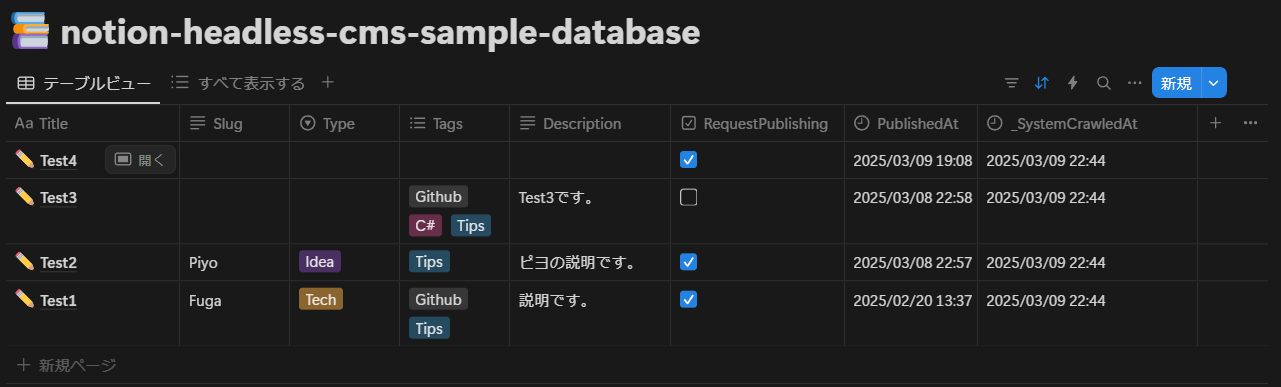 notion-headless-cms-sample-database
テーブルビュー すべて表示する
新規
Aa Title Slug Type Tags Description RequestPublishing PublishedAt _SystemCrawledAt
Test4 開く 2025/03/09 19:08 2025/03/09 22:44
Test3 Github Test3です。 2025/03/08 22:58 2025/03/09 22:44
C# Tips
Test2 Piyo Idea Tips ピヨの説明です。 2025/03/08 22:57 2025/03/09 22:44
Test1 Fuga Tech Github 説明です。 2025/02/20 13:37 2025/03/09 22:44
Tips
新規ページ